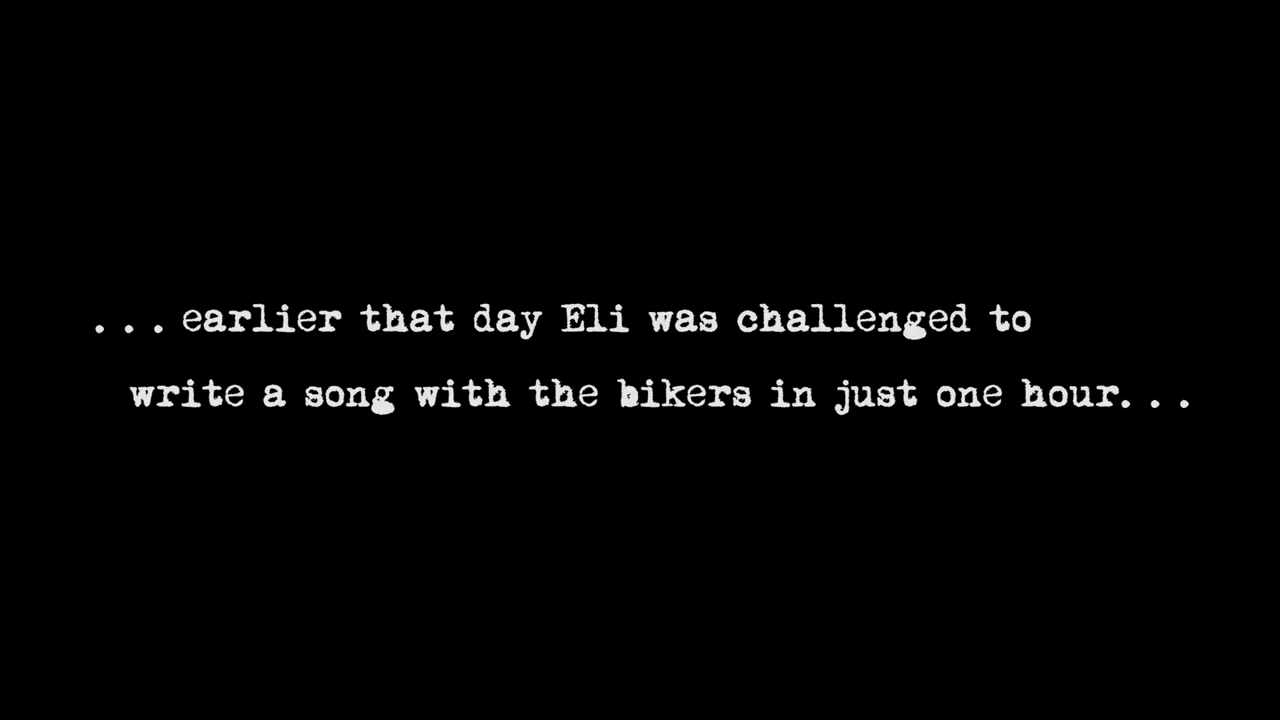 . . . earlier that day Eli was challenged to
write a song with the bikers in just one hour. . .